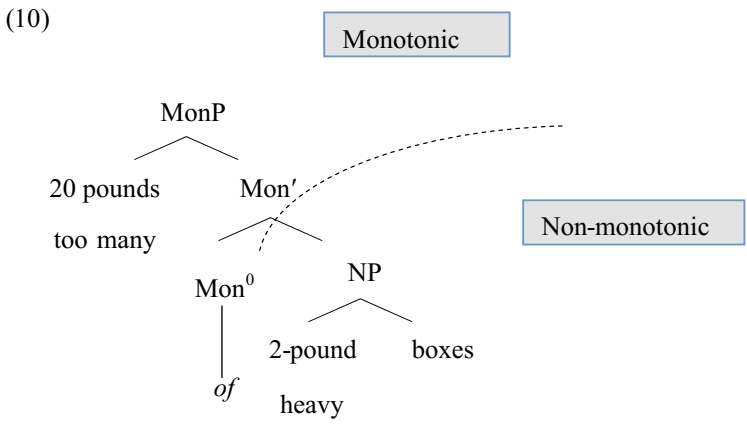 (10)
Monotonic
MonP
20 pounds Mon′
too many
Non-monotonic
Mon⁰ NP
2-pound boxes
of
heavy